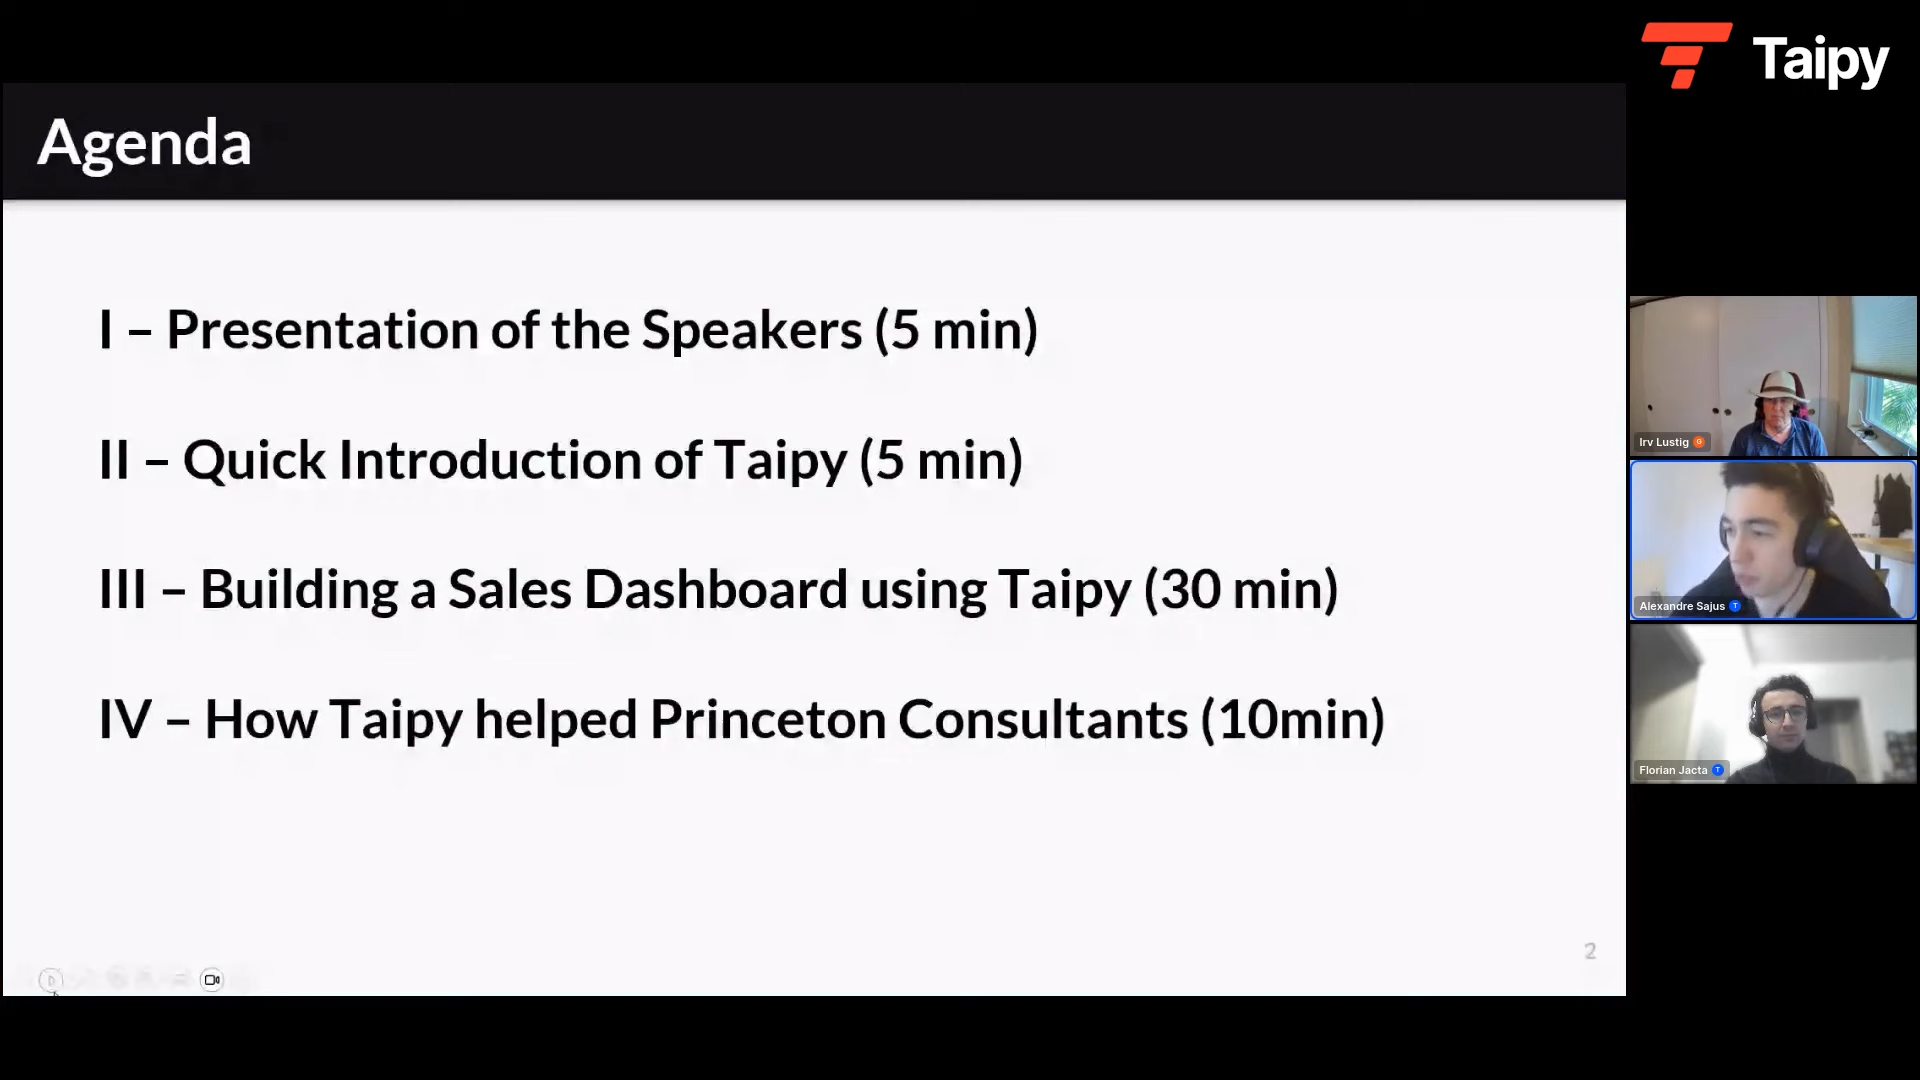 Taipy
Agenda
I – Presentation of the Speakers (5 min)
II – Quick Introduction of Taipy (5 min)
III – Building a Sales Dashboard using Taipy (30 min)
IV – How Taipy helped Princeton Consultants (10min)
2
Irv Lustig G
Alexandre Sajus T
Florian Jacta T